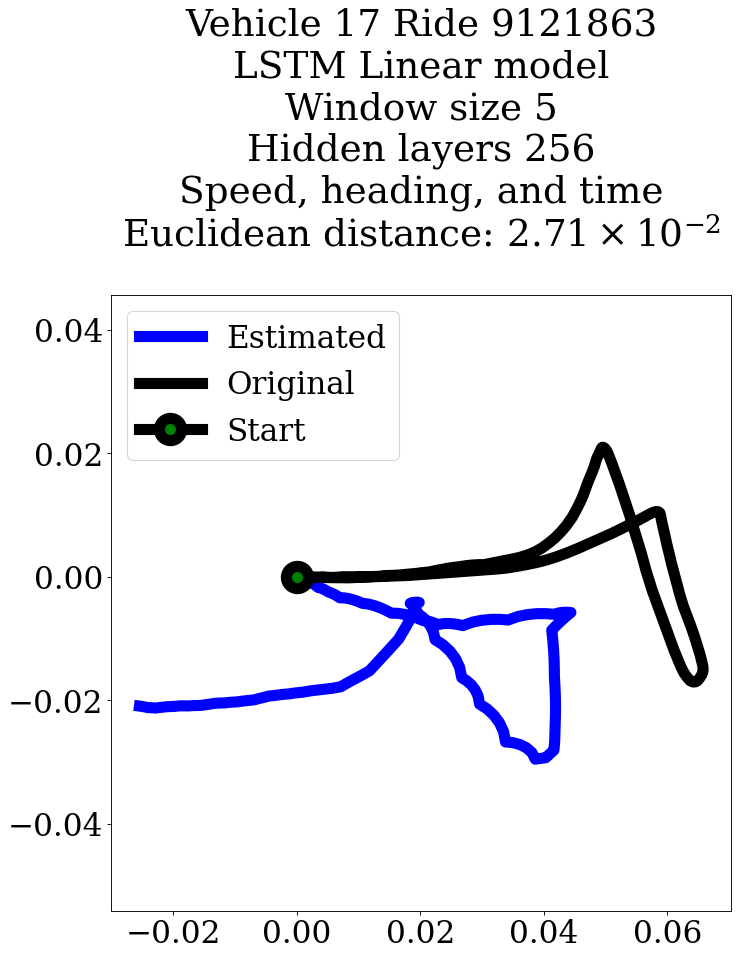 Vehicle 17 Ride 9121863
LSTM Linear model
Window size 5
Hidden layers 256
Speed, heading, and time
Euclidean distance: 2.71 × 10⁻²
Estimated
Original
Start
0.04
0.02
0.00
−0.02
−0.04
−0.02 0.00 0.02 0.04 0.06